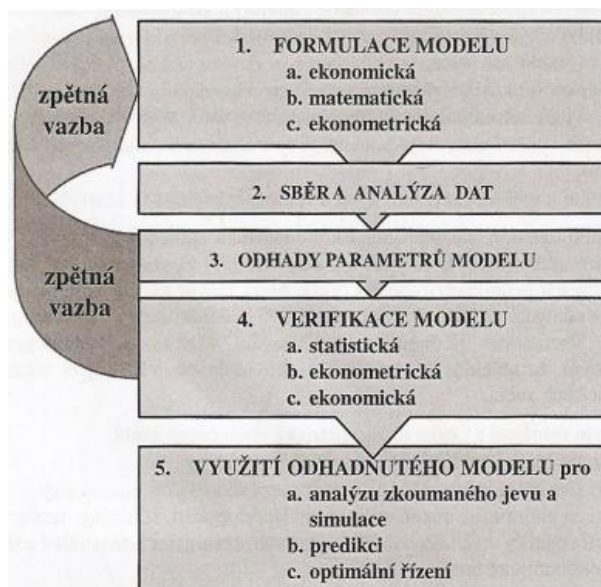 1. FORMULACE MODELU
a. ekonomická
b. matematická
c. ekonometrická
zpětná
vazba
2. SBĚR A ANALÝZA DAT
3. ODHADY PARAMETRŮ MODELU
zpětná
vazba
4. VERIFIKACE MODELU
a. statistická
b. ekonometrická
c. ekonomická
5. VYUŽITÍ ODHADNUTÉHO MODELU pro
a. analýzu zkoumaného jevu a
simulace
b. predikci
c. optimální řízení